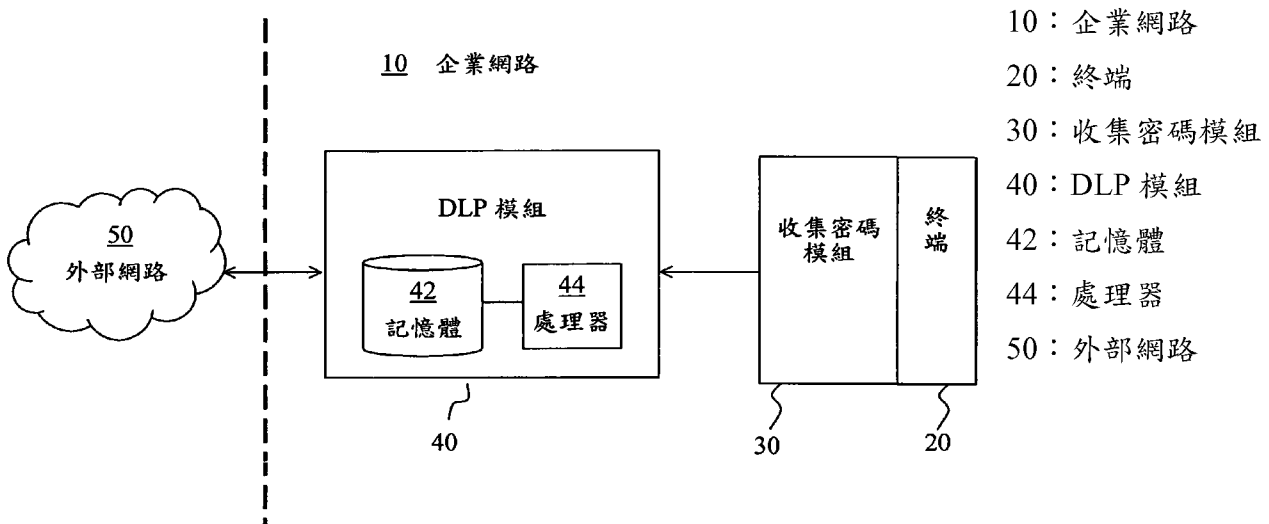 10 企業網路
DLP 模組
42
記憶體
44
處理器
50
外部網路
收集密碼
模組
終端
40
30
20
10：企業網路
20：終端
30：收集密碼模組
40：DLP 模組
42：記憶體
44：處理器
50：外部網路